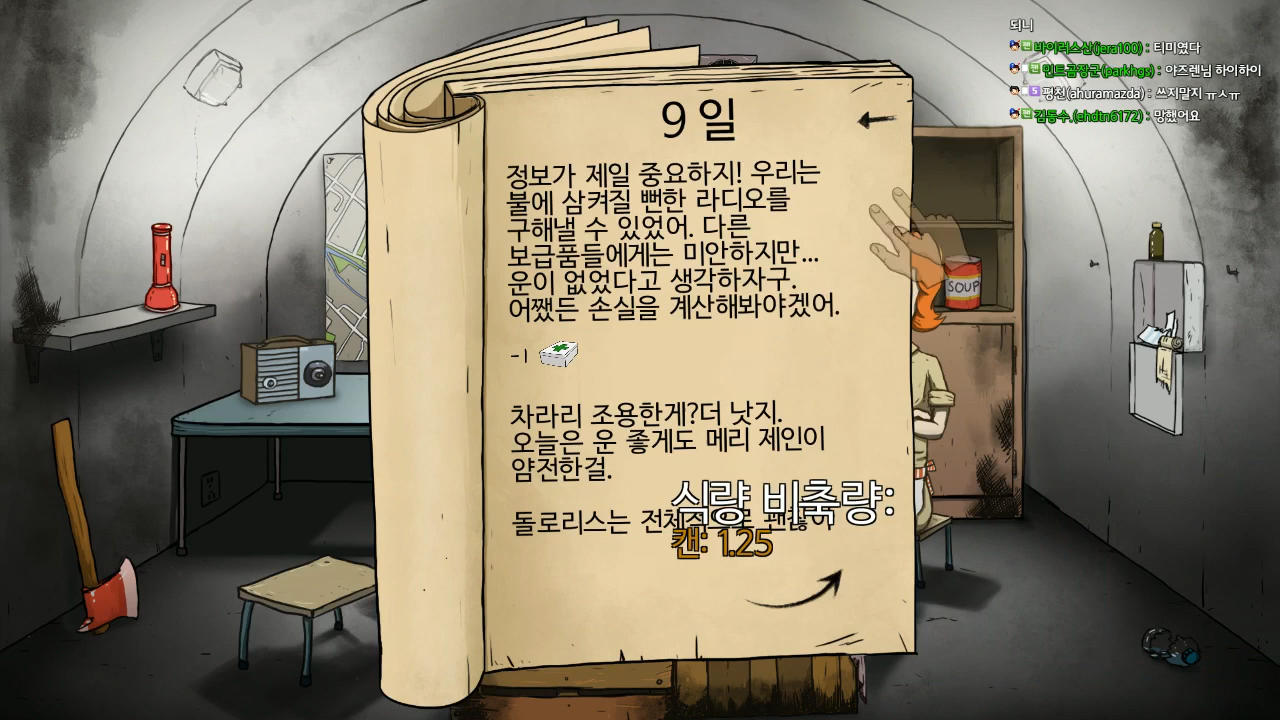 되니
바이러스신(jera100) : 티미였다
민트곰장군(parkhgs) : 아즈렌님 하이하이
평천(ahuramazda) : 쓰지말지 ㅠㅅㅠ
김동수,(ehdtn6172) : 망했어요
9일
정보가 제일 중요하지! 우리는
불에 삼켜질 뻔한 라디오를
구해낼 수 있었어. 다른
보급품들에게는 미안하지만...
운이 없었다고 생각하자구.
어쨌든 손실을 계산해봐야겠어.
-1
차라리 조용한게?더 낫지.
오늘은 운 좋게도 메리 제인이
얌전한걸.
돌로리스는 전체적으로 괜찮아
식량 비축량:
캔: 1.25
SOUP